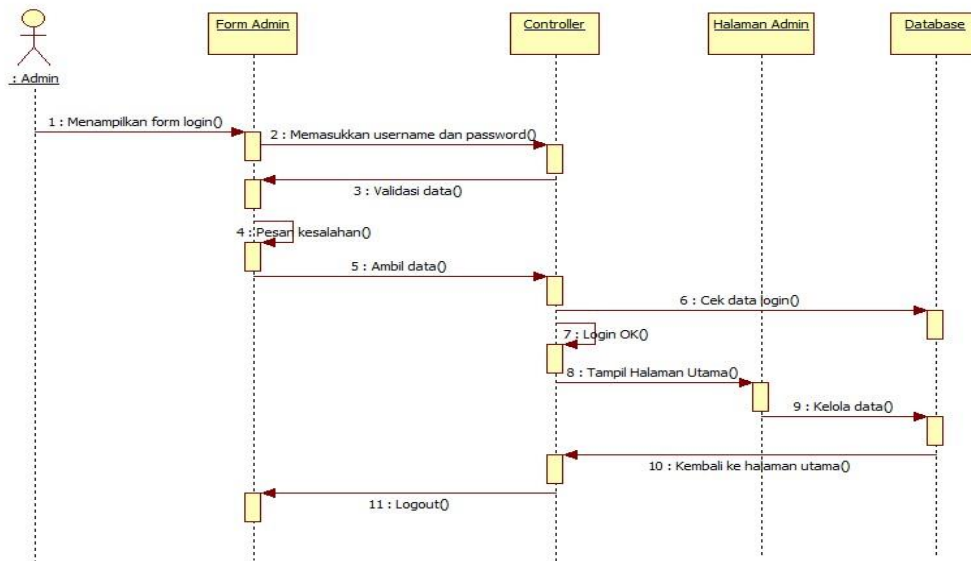 Form Admin
Controller
Halaman Admin
Database
: Admin
1 : Menampilkan form login()
2 : Memasukkan username dan password()
3 : Validasi data()
4 : Pesan kesalahan()
5 : Ambil data()
6 : Cek data login()
7 : Login OK()
8 : Tampil Halaman Utama()
9 : Kelola data()
10 : Kembali ke halaman utama()
11 : Logout()